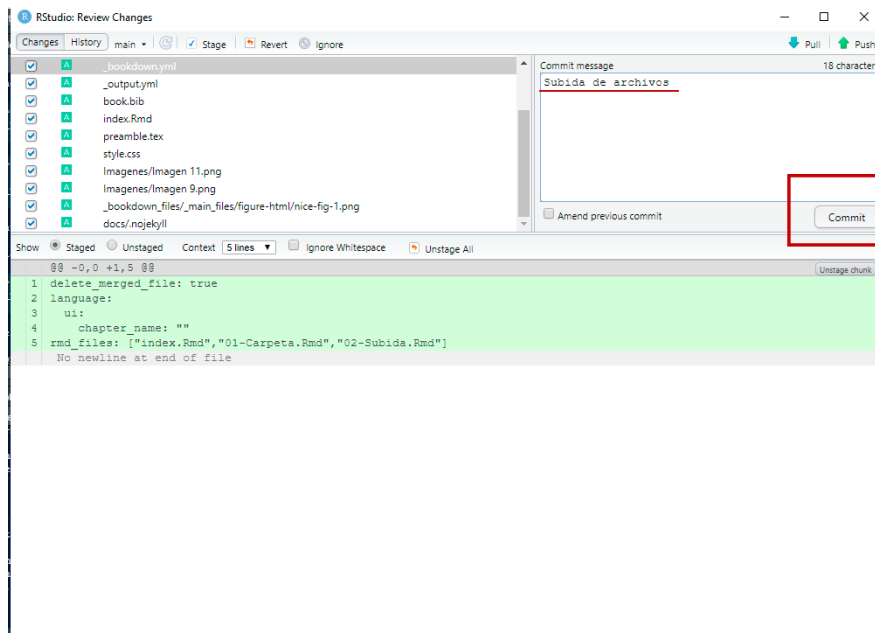 R RStudio: Review Changes
Changes History main Stage Revert Ignore Pull Push
A _bookdown.yml
A _output.yml
A book.bib
A index.Rmd
A preamble.tex
A style.css
A Imagenes/Imagen 11.png
A Imagenes/Imagen 9.png
A _bookdown_files/_main_files/figure-html/nice-fig-1.png
A docs/.nojekyll
Commit message 18 character
Subida de archivos
Amend previous commit Commit
Show Staged Unstaged Context 5 lines Ignore Whitespace Unstage All
@@ -0,0 +1,5 @@ Unstage chunk
1 delete_merged_file: true
2 language:
3 ui:
4 chapter_name: ""
5 rmd_files: ["index.Rmd","01-Carpeta.Rmd","02-Subida.Rmd"]
No newline at end of file